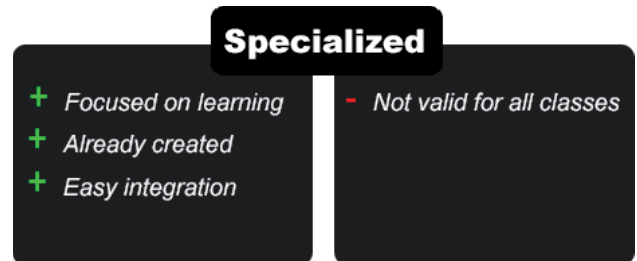 Specialized
+ Focused on learning
+ Already created
+ Easy integration
- Not valid for all classes